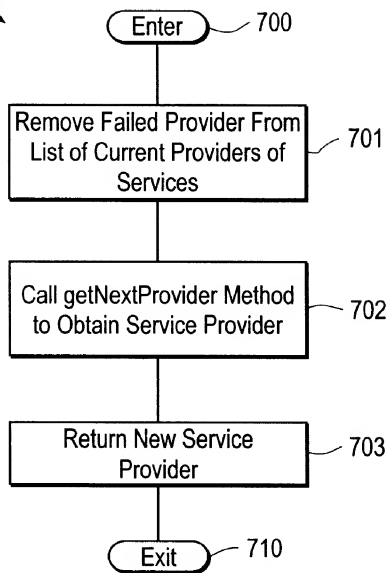 Enter
700
Remove Failed Provider From
List of Current Providers of
Services
701
Call getNextProvider Method
to Obtain Service Provider
702
Return New Service
Provider
703
Exit
710